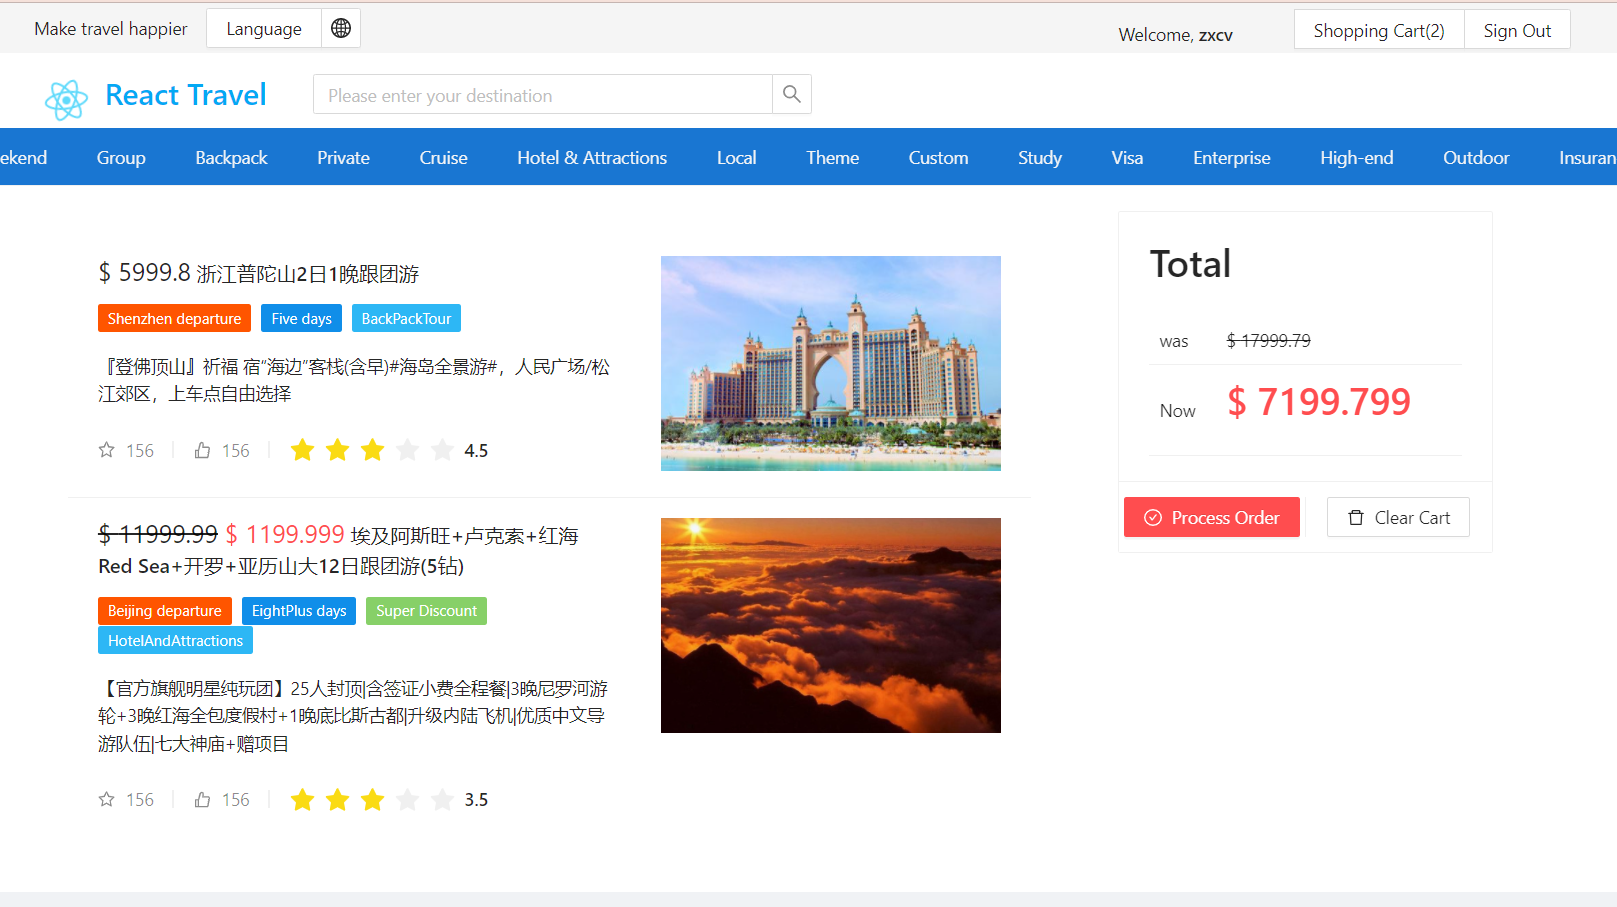 Make travel happier
Language
Welcome, zxcv
Shopping Cart(2)
Sign Out
React Travel
Please enter your destination
ekend Group Backpack Private Cruise Hotel & Attractions Local Theme Custom Study Visa Enterprise High-end Outdoor Insuran
$ 5999.8 浙江普陀山2日1晚跟团游
Shenzhen departure Five days BackPackTour
『登佛顶山』祈福 宿“海边”客栈(含早)#海岛全景游#，人民广场/松
江郊区，上车点自由选择
156 156 4.5
$ 11999.99 $ 1199.999 埃及阿斯旺+卢克索+红海
Red Sea+开罗+亚历山大12日跟团游(5钻)
Beijing departure EightPlus days Super Discount
HotelAndAttractions
【官方旗舰明星纯玩团】25人封顶|含签证小费全程餐|3晚尼罗河游
轮+3晚红海全包度假村+1晚底比斯古都|升级内陆飞机|优质中文导
游队伍|七大神庙+赠项目
156 156 3.5
Total
was $ 17999.79
Now $ 7199.799
Process Order
Clear Cart